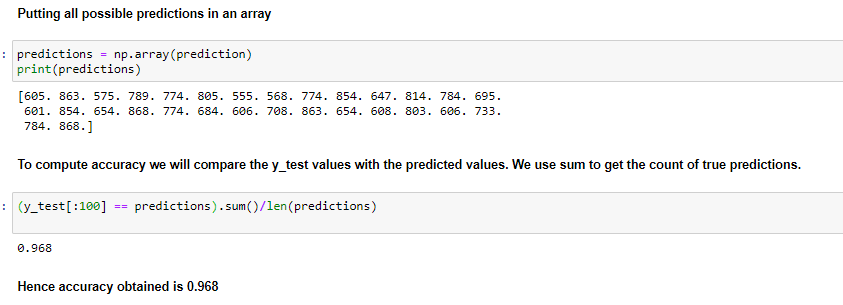 Putting all possible predictions in an array
: predictions = np.array(prediction)
print(predictions)
[605. 863. 575. 789. 774. 805. 555. 568. 774. 854. 647. 814. 784. 695.
601. 854. 654. 868. 774. 684. 606. 708. 863. 654. 608. 803. 606. 733.
784. 868.]
To compute accuracy we will compare the y_test values with the predicted values. We use sum to get the count of true predictions.
: (y_test[:100] == predictions).sum()/len(predictions)
0.968
Hence accuracy obtained is 0.968